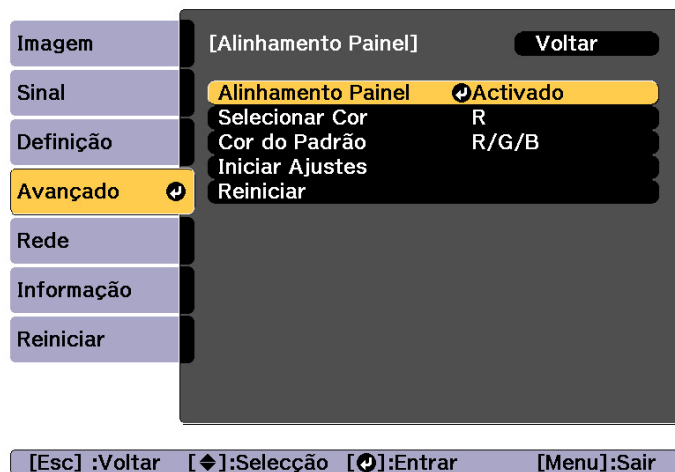 Imagem
Sinal
Definição
Avançado
Rede
Informação
Reiniciar
[Alinhamento Painel] Voltar
Alinhamento Painel Activado
Selecionar Cor R
Cor do Padrão R/G/B
Iniciar Ajustes
Reiniciar
[Esc] :Voltar [◆]:Selecção [↵]:Entrar [Menu]:Sair